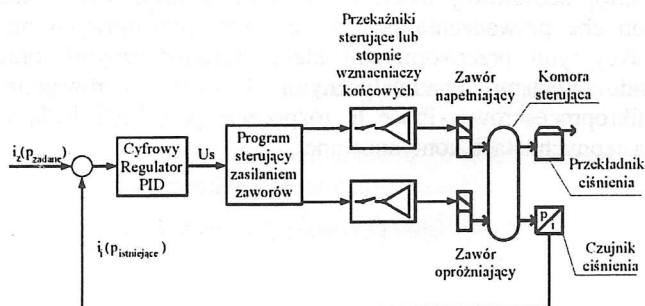 Przekaźniki
sterujące lub
stopnie
wzmacniaczy
końcowych
Zawór
napełniający
Komora
sterująca
i_z(p_zadane)
Cyfrowy
Regulator
PID
Us
Program
sterujący
zasilaniem
zaworów
Przekładnik
ciśnienia
i_i(p_istniejące)
Zawór
opróżniający
p
Czujnik
ciśnienia